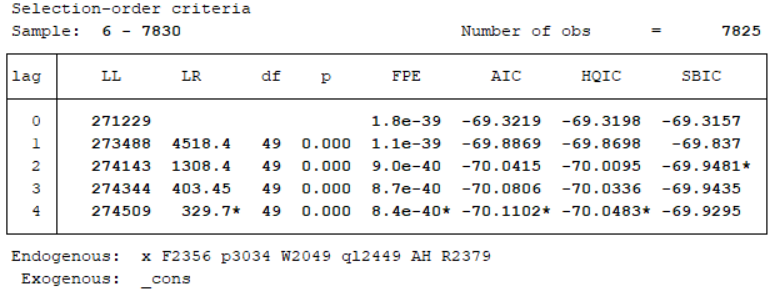 Selection-order criteria
Sample: 6 - 7830 Number of obs = 7825
lag LL LR df p FPE AIC HQIC SBIC
0 271229 1.8e-39 -69.3219 -69.3198 -69.3157
1 273488 4518.4 49 0.000 1.1e-39 -69.8869 -69.8698 -69.837
2 274143 1308.4 49 0.000 9.0e-40 -70.0415 -70.0095 -69.9481*
3 274344 403.45 49 0.000 8.7e-40 -70.0806 -70.0336 -69.9435
4 274509 329.7* 49 0.000 8.4e-40* -70.1102* -70.0483* -69.9295
Endogenous: x F2356 p3034 W2049 ql2449 AH R2379
Exogenous: _cons